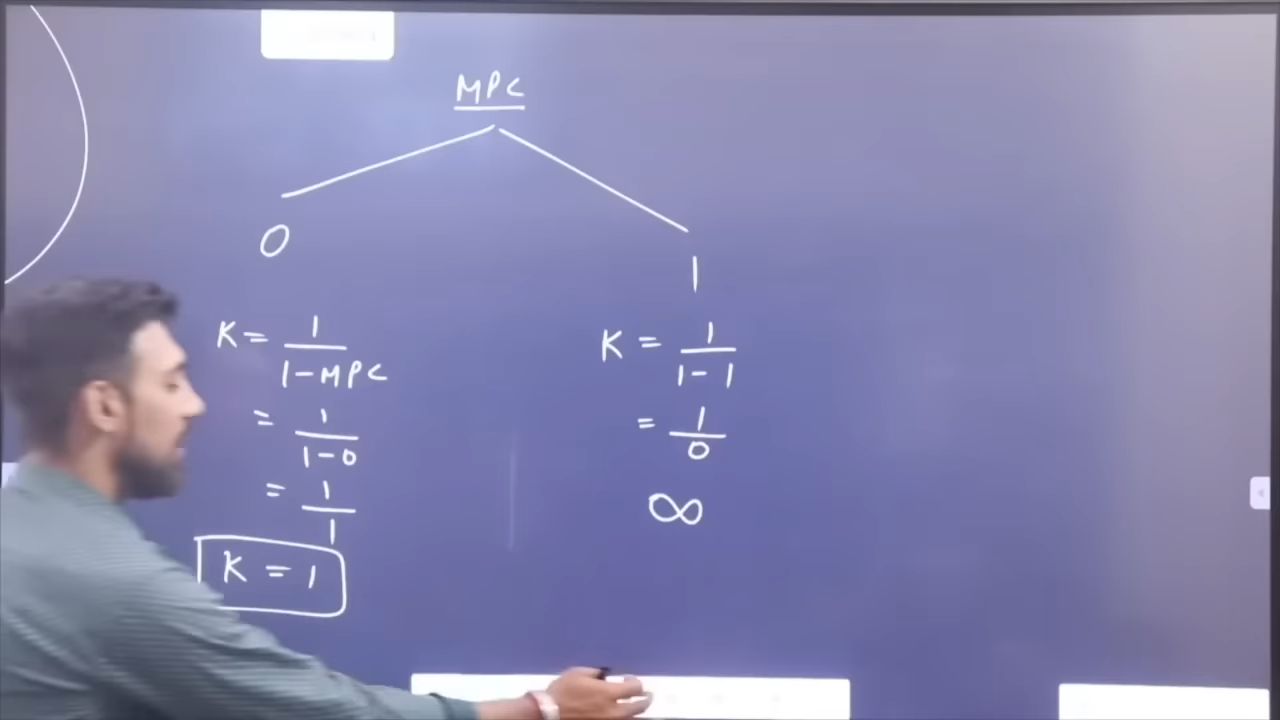 MPC
0
1
K = 1/1-MPC
= 1/1-0
= 1/1
K = 1
K = 1/1-1
= 1/0
∞